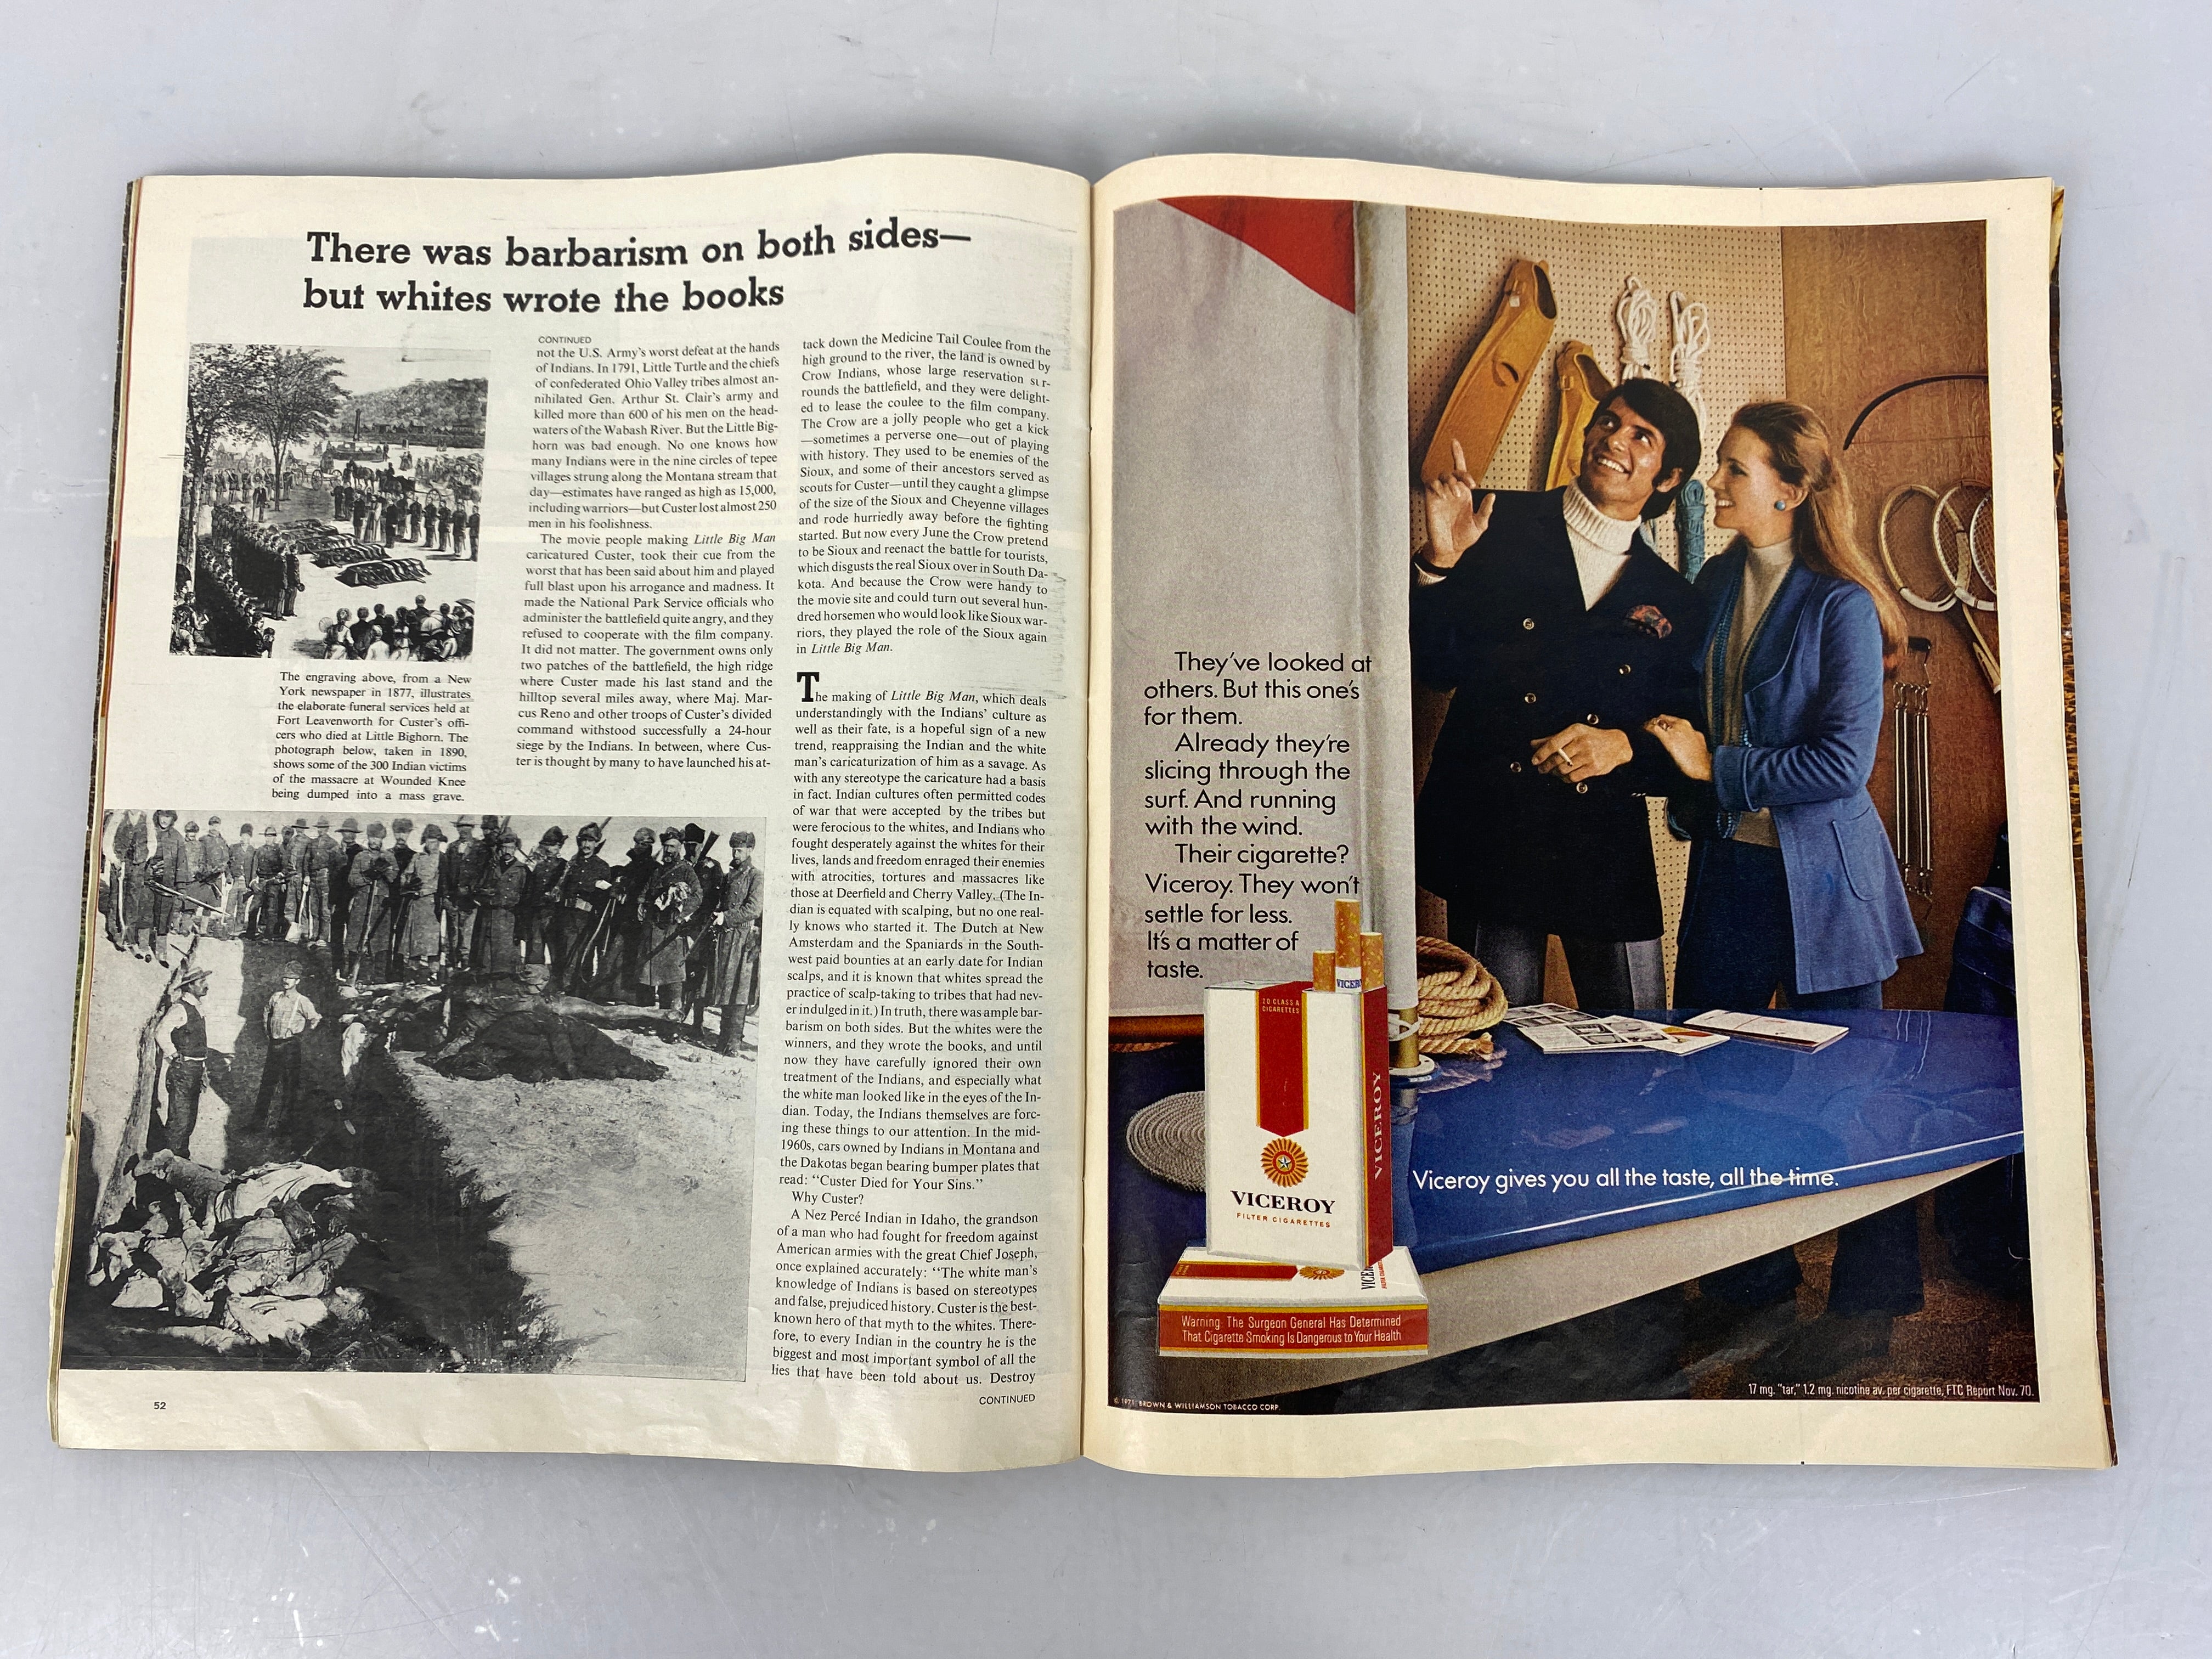 There was barbarism on both sides—
but whites wrote the books
The engraving above, from a New
York newspaper in 1877, illustrates
the elaborate funeral services held at
Fort Leavenworth for Custer's offi-
cers who died at Little Bighorn. The
photograph below, taken in 1890,
shows some of the 300 Indian victims
of the massacre at Wounded Knee
being dumped into a mass grave.
CONTINUED
not the U.S. Army's worst defeat at the hands
of Indians. In 1791, Little Turtle and the chiefs
of confederated Ohio Valley tribes almost an-
nihilated Gen. Arthur St. Clair's army and
killed more than 600 of his men on the head-
waters of the Wabash River. But the Little Big-
horn was bad enough. No one knows how
many Indians were in the nine circles of tepee
villages strung along the Montana stream that
day—estimates have ranged as high as 15,000,
including warriors—but Custer lost almost 250
men in his foolishness.
The movie people making Little Big Man
caricatured Custer, took their cue from the
worst that has been said about him and played
full blast upon his arrogance and madness. It
made the National Park Service officials who
administer the battlefield quite angry, and they
refused to cooperate with the film company.
It did not matter. The government owns only
two patches of the battlefield, the high ridge
where Custer made his last stand and the
hilltop several miles away, where Maj. Mar-
cus Reno and other troops of Custer's divided
command withstood successfully a 24-hour
siege by the Indians. In between, where Cus-
ter is thought by many to have launched his at-
tack down the Medicine Tail Coulee from the
high ground to the river, the land is owned by
Crow Indians, whose large reservation sur-
rounds the battlefield, and they were delight-
ed to lease the coulee to the film company.
The Crow are a jolly people who get a kick
—sometimes a perverse one—out of playing
with history. They used to be enemies of the
Sioux, and some of their ancestors served as
scouts for Custer—until they caught a glimpse
of the size of the Sioux and Cheyenne villages
and rode hurriedly away before the fighting
started. But now every June the Crow pretend
to be Sioux and reenact the battle for tourists,
which disgusts the real Sioux over in South Da-
kota. And because the Crow were handy to
the movie site and could turn out several hun-
dred horsemen who would look like Sioux war-
riors, they played the role of the Sioux again
in Little Big Man.
The making of Little Big Man, which deals
understandingly with the Indians' culture as
well as their fate, is a hopeful sign of a new
trend, reappraising the Indian and the white
man's caricaturization of him as a savage. As
with any stereotype the caricature had a basis
in fact. Indian cultures often permitted codes
of war that were accepted by the tribes but
were ferocious to the whites, and Indians who
fought desperately against the whites for their
lives, lands and freedom enraged their enemies
with atrocities, tortures and massacres like
those at Deerfield and Cherry Valley. (The In-
dian is equated with scalping, but no one real-
ly knows who started it. The Dutch at New
Amsterdam and the Spaniards in the South-
west paid bounties at an early date for Indian
scalps, and it is known that whites spread the
practice of scalp-taking to tribes that had nev-
er indulged in it.) In truth, there was ample bar-
barism on both sides. But the whites were the
winners, and they wrote the books, and until
now they have carefully ignored their own
treatment of the Indians, and especially what
the white man looked like in the eyes of the In-
dian. Today, the Indians themselves are forc-
ing these things to our attention. In the mid-
1960s, cars owned by Indians in Montana and
the Dakotas began bearing bumper plates that
read: "Custer Died for Your Sins."
Why Custer?
A Nez Percé Indian in Idaho, the grandson
of a man who had fought for freedom against
American armies with the great Chief Joseph,
once explained accurately: "The white man's
knowledge of Indians is based on stereotypes
and false, prejudiced history. Custer is the best-
known hero of that myth to the whites. There-
fore, to every Indian in the country he is the
biggest and most important symbol of all the
lies that have been told about us. Destroy
CONTINUED
52
They've looked at
others. But this one's
for them.
Already they're
slicing through the
surf. And running
with the wind.
Their cigarette?
Viceroy. They won't
settle for less.
It's a matter of
taste.
VICEROY
20 CLASS A
CIGARETTES
VICEROY
VICEROY
FILTER CIGARETTES
Viceroy gives you all the taste, all the time.
Warning: The Surgeon General Has Determined
That Cigarette Smoking Is Dangerous to Your Health
17 mg. "tar," 1.2 mg. nicotine av. per cigarette, FTC Report Nov. 70.
© 1971, BROWN & WILLIAMSON TOBACCO CORP.